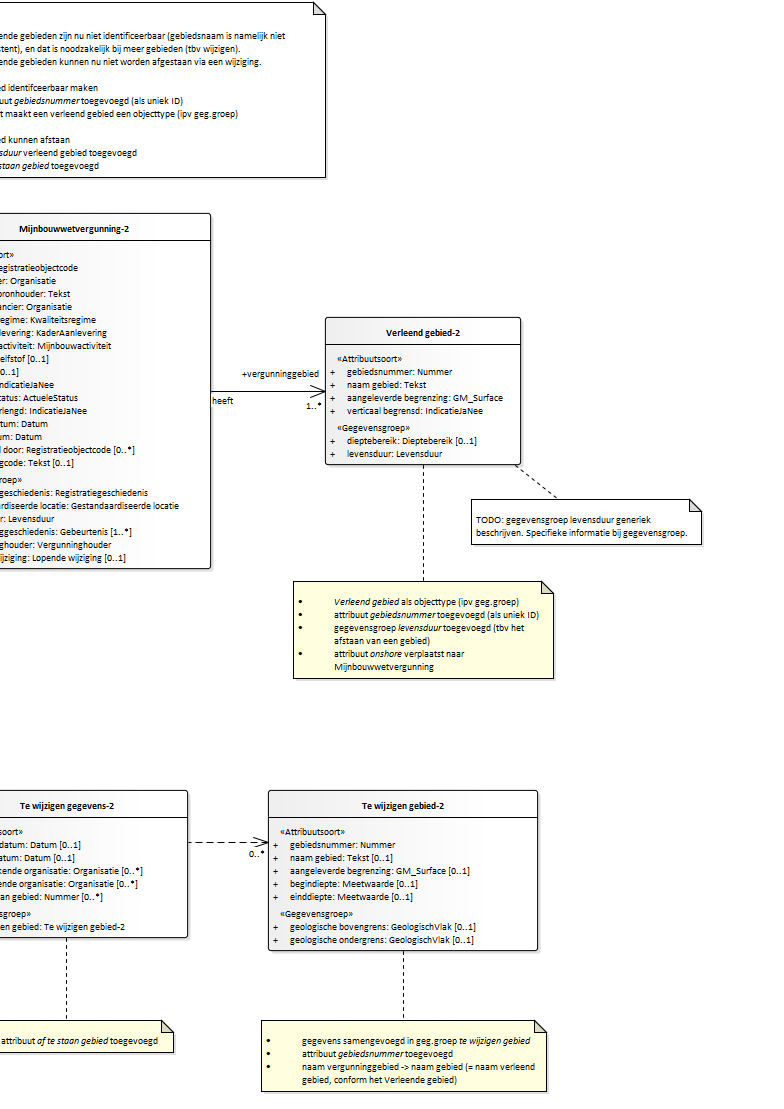 ende gebieden zijn nu niet identificeerbaar (gebiedsnaam is namelijk niet
tent), en dat is noodzakelijk bij meer gebieden (tbv wijzigen).
ende gebieden kunnen nu niet worden afgestaan via een wijziging.
ed identifceerbaar maken
uut gebiedsnummer toegevoegd (als uniek ID)
t maakt een verleend gebied een objecttype (ipv geg.groep)
ed kunnen afstaan
sduur verleend gebied toegevoegd
staan gebied toegevoegd
Mijnbouwwetvergunning-2
ort»
egistratieobjectcode
er: Organisatie
bronhouder: Tekst
ancier: Organisatie
regime: Kwaliteitsregime
levering: KaderAanlevering
activiteit: Mijnbouwactiviteit
elfstof [0..1]
[0..1]
ndicatieJaNee
tatus: ActueleStatus
rlengd: IndicatieJaNee
tum: Datum
um: Datum
d door: Registratieobjectcode [0..*]
gcode: Tekst [0..1]
roep»
geschiedenis: Registratiegeschiedenis
ardiseerde locatie: Gestandaardiseerde locatie
r: Levensduur
ggeschiedenis: Gebeurtenis [1..*]
ghouder: Vergunninghouder
ijziging: Lopende wijziging [0..1]
+vergunninggebied
heeft
1..*
Verleend gebied-2
«Attribuutsoort»
+ gebiedsnummer: Nummer
+ naam gebied: Tekst
+ aangeleverde begrenzing: GM_Surface
+ verticaal begrensd: IndicatieJaNee
«Gegevensgroep»
+ dieptebereik: Dieptebereik [0..1]
+ levensduur: Levensduur
TODO: gegevensgroep levensduur generiek
beschrijven. Specifieke informatie bij gegevensgroep.
• Verleend gebied als objecttype (ipv geg.groep)
• attribuut gebiedsnummer toegevoegd (als uniek ID)
• gegevensgroep levensduur toegevoegd (tbv het
afstaan van een gebied)
• attribuut onshore verplaatst naar
Mijnbouwwetvergunning
Te wijzigen gegevens-2
soort»
datum: Datum [0..1]
atum: Datum [0..1]
kende organisatie: Organisatie [0..*]
ende organisatie: Organisatie [0..*]
an gebied: Nummer [0..*]
sgroep»
en gebied: Te wijzigen gebied-2
0..*
Te wijzigen gebied-2
«Attribuutsoort»
+ gebiedsnummer: Nummer
+ naam gebied: Tekst [0..1]
+ aangeleverde begrenzing: GM_Surface [0..1]
+ begindiepte: Meetwaarde [0..1]
+ einddiepte: Meetwaarde [0..1]
«Gegevensgroep»
+ geologische bovengrens: GeologischVlak [0..1]
+ geologische ondergrens: GeologischVlak [0..1]
attribuut af te staan gebied toegevoegd
• gegevens samengevoegd in geg.groep te wijzigen gebied
• attribuut gebiedsnummer toegevoegd
• naam vergunninggebied -> naam gebied (= naam verleend
gebied, conform het Verleende gebied)